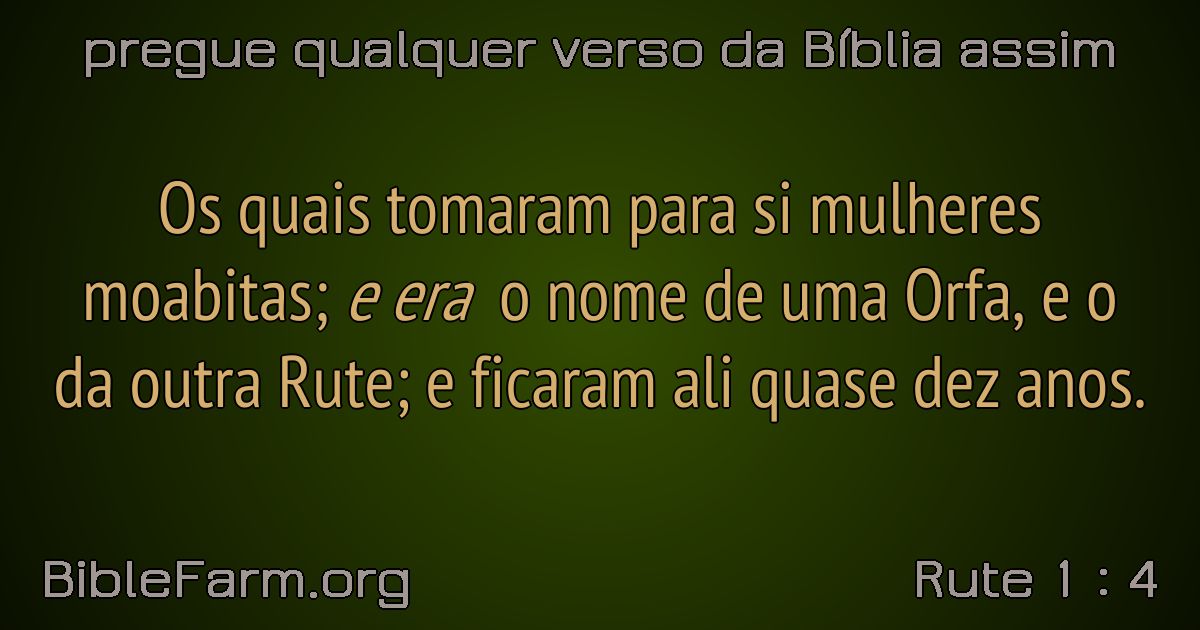 pregue qualquer verso da Bíblia assim
Os quais tomaram para si mulheres
moabitas; e era o nome de uma Orfa, e o
da outra Rute; e ficaram ali quase dez anos.
BibleFarm.org
Rute 1 : 4